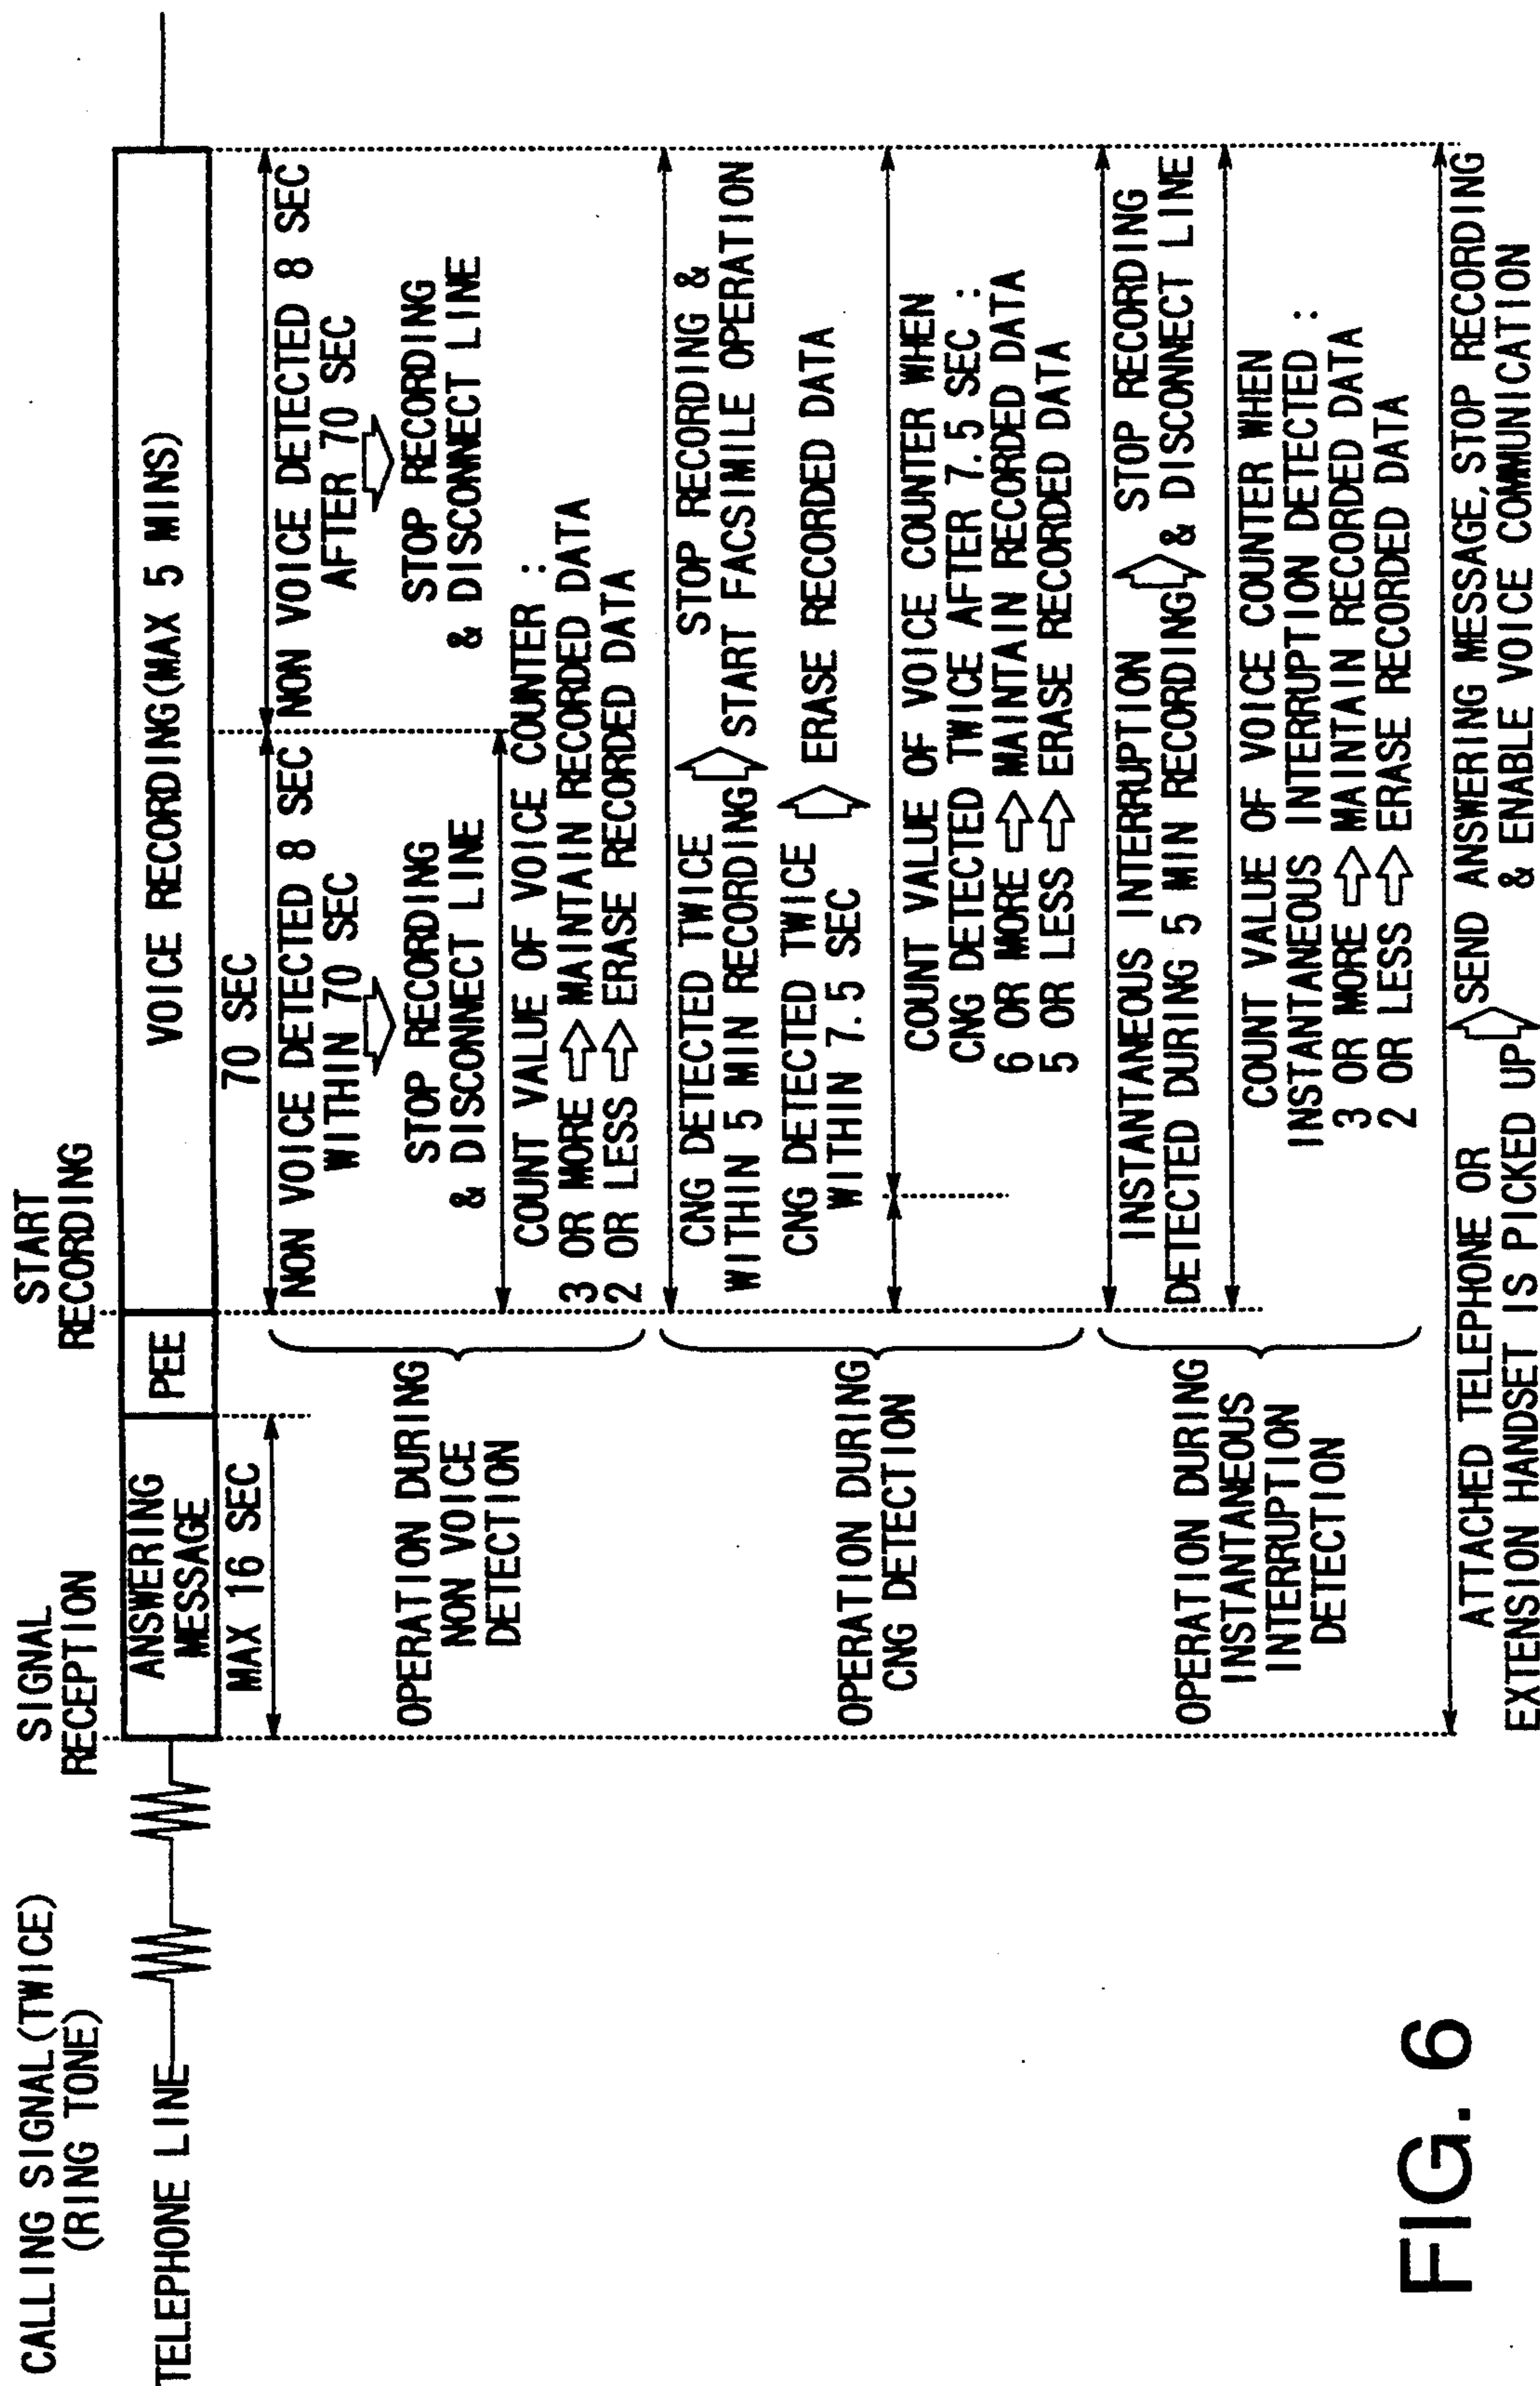 CALLING SIGNAL(TWICE)
(RING TONE)
SIGNAL
RECEPTION
START
RECORDING
TELEPHONE LINE
ANSWERING
MESSAGE
PEE
VOICE RECORDING(MAX 5 MINS)
MAX 16 SEC
70 SEC
OPERATION DURING
NON VOICE
DETECTION
NON VOICE DETECTED 8 SEC
WITHIN 70 SEC
STOP RECORDING
& DISCONNECT LINE
NON VOICE DETECTED 8 SEC
AFTER 70 SEC
STOP RECORDING
& DISCONNECT LINE
COUNT VALUE OF VOICE COUNTER :
3 OR MORE ⇨ MAINTAIN RECORDED DATA
2 OR LESS ⇨ ERASE RECORDED DATA
OPERATION DURING
CNG DETECTION
CNG DETECTED TWICE
WITHIN 5 MIN RECORDING
STOP RECORDING &
START FACSIMILE OPERATION
CNG DETECTED TWICE
WITHIN 7.5 SEC
ERASE RECORDED DATA
COUNT VALUE OF VOICE COUNTER WHEN
CNG DETECTED TWICE AFTER 7.5 SEC :
6 OR MORE ⇨ MAINTAIN RECORDED DATA
5 OR LESS ⇨ ERASE RECORDED DATA
OPERATION DURING
INSTANTANEOUS
INTERRUPTION
DETECTION
INSTANTANEOUS INTERRUPTION
DETECTED DURING 5 MIN RECORDING
STOP RECORDING
& DISCONNECT LINE
COUNT VALUE OF VOICE COUNTER WHEN
INSTANTANEOUS INTERRUPTION DETECTED :
3 OR MORE ⇨ MAINTAIN RECORDED DATA
2 OR LESS ⇨ ERASE RECORDED DATA
ATTACHED TELEPHONE OR
EXTENSION HANDSET IS PICKED UP
SEND ANSWERING MESSAGE, STOP RECORDING
& ENABLE VOICE COMMUNICATION
FIG. 6